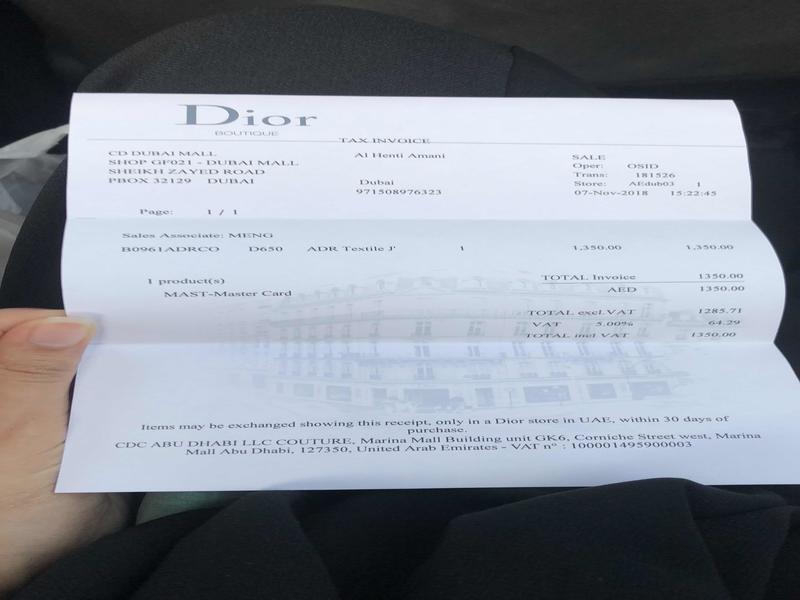 Dior
BOUTIQUE
TAX INVOICE
CD DUBAI MALL
SHOP GF021 - DUBAI MALL
SHEIKH ZAYED ROAD
PBOX 32129 DUBAI
Al Henti Amani
Dubai
971508976323
SALE
Oper: OSID
Trans: 181526
Store: AEdub03 1
07-Nov-2018 15:22:45
Page: 1 / 1
Sales Associate: MENG
B0961ADRCO D650 ADR Textile J' 1 1,350.00 1,350.00
1 product(s) TOTAL Invoice 1350.00
MAST-Master Card AED 1350.00
TOTAL excl.VAT 1285.71
VAT 5.00% 64.29
TOTAL incl VAT 1350.00
Items may be exchanged showing this receipt, only in a Dior store in UAE, within 30 days of
purchase.
CDC ABU DHABI LLC COUTURE, Marina Mall Building unit GK6, Corniche Street west, Marina
Mall Abu Dhabi, 127350, United Arab Emirates - VAT n° : 100001495900003